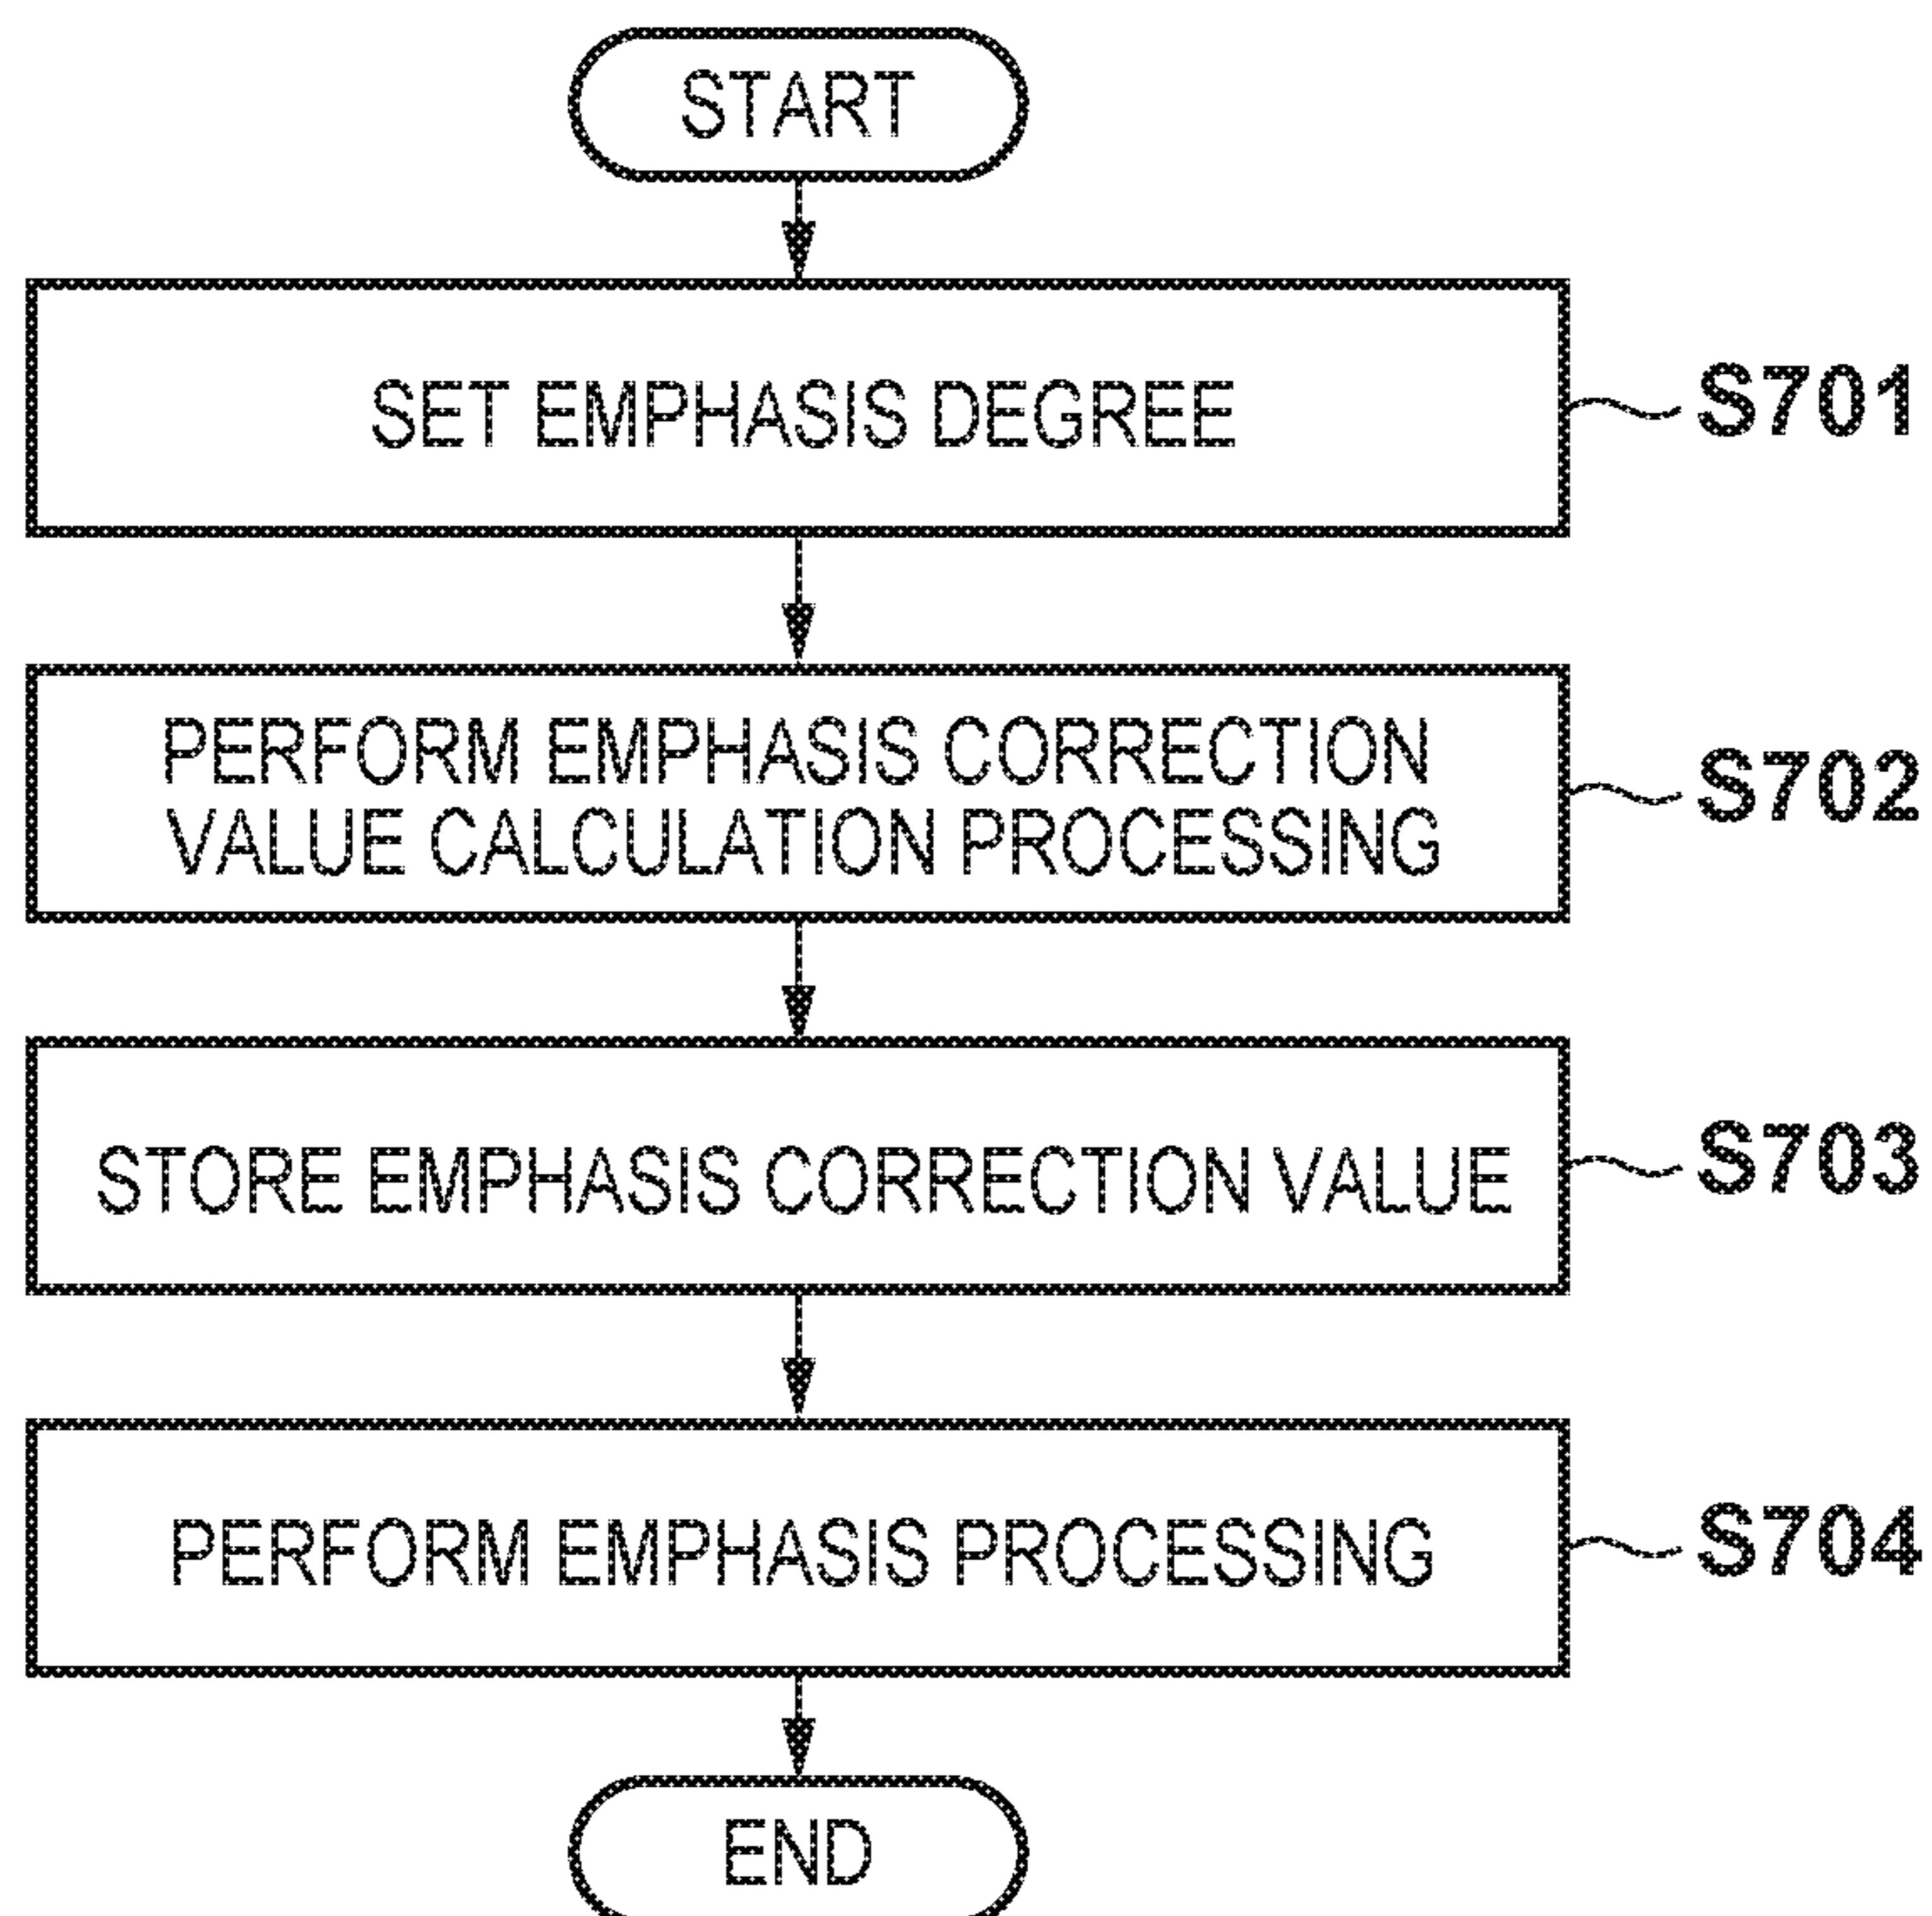 START
SET EMPHASIS DEGREE
S701
PERFORM EMPHASIS CORRECTION
VALUE CALCULATION PROCESSING
S702
STORE EMPHASIS CORRECTION VALUE
S703
PERFORM EMPHASIS PROCESSING
S704
END